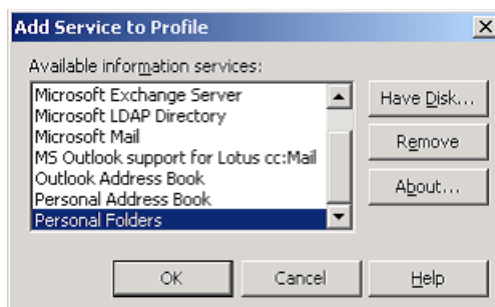 Add Service to Profile
Available information services:
Microsoft Exchange Server
Microsoft LDAP Directory
Microsoft Mail
MS Outlook support for Lotus cc:Mail
Outlook Address Book
Personal Address Book
Personal Folders
Have Disk...
Remove
About...
OK
Cancel
Help